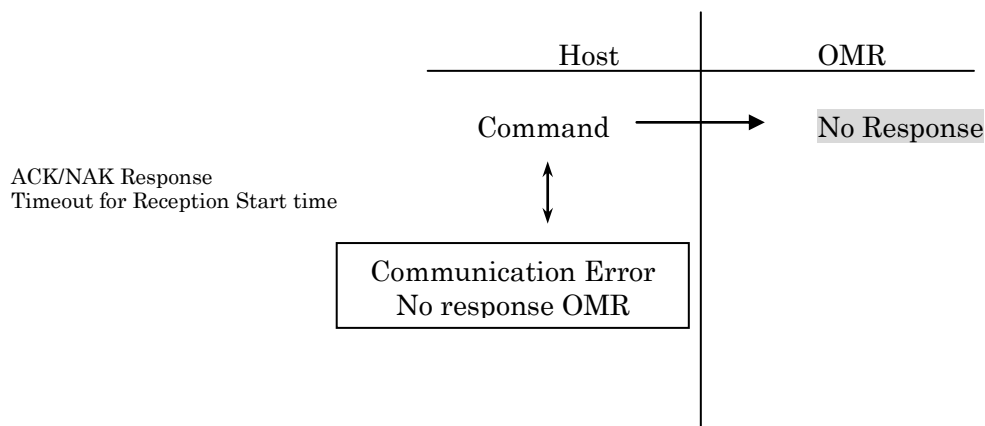 Host OMR
Command No Response
ACK/NAK Response
Timeout for Reception Start time
Communication Error
No response OMR